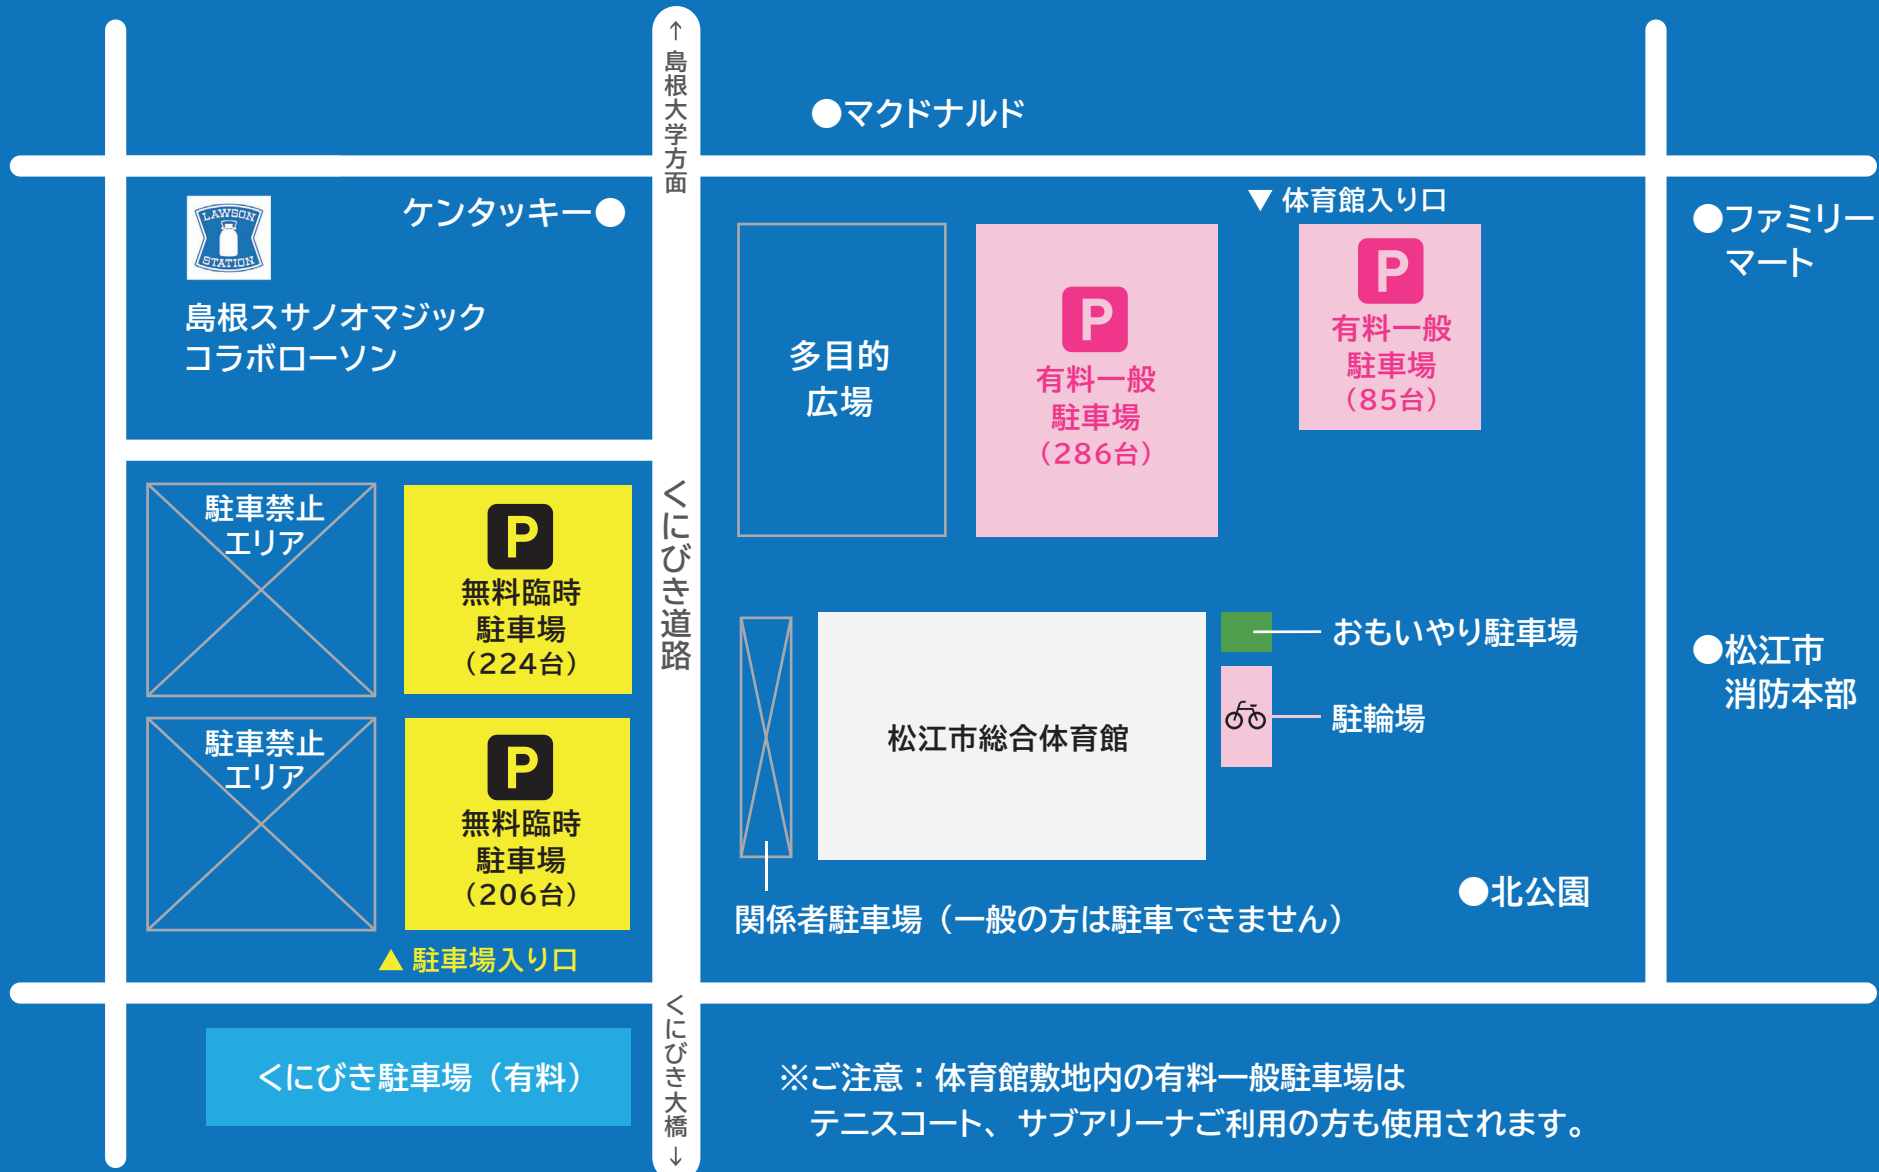 ↑島根大学方面
●マクドナルド
ケンタッキー●
LAWSON
STATION
島根スサノオマジック
コラボローソン
▼ 体育館入り口
●ファミリー
マート
多目的
広場
P
有料一般
駐車場
（286台）
P
有料一般
駐車場
（85台）
くにびき道路
駐車禁止
エリア
P
無料臨時
駐車場
（224台）
駐車禁止
エリア
P
無料臨時
駐車場
（206台）
▲ 駐車場入り口
松江市総合体育館
おもいやり駐車場
駐輪場
●松江市
消防本部
関係者駐車場（一般の方は駐車できません）
●北公園
くにびき駐車場（有料）
くにびき大橋↓
※ご注意：体育館敷地内の有料一般駐車場は
テニスコート、サブアリーナご利用の方も使用されます。